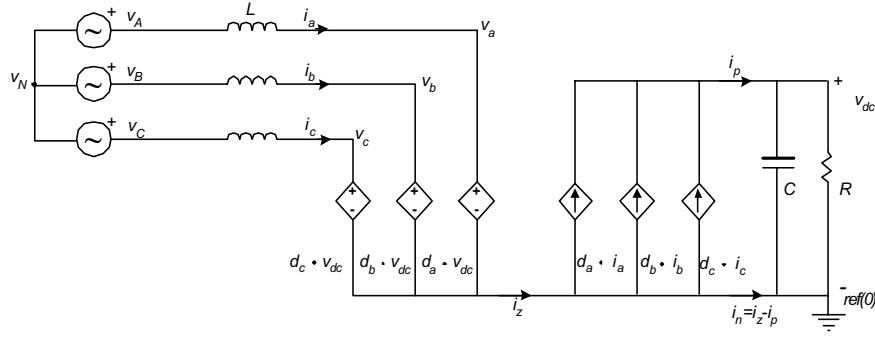 + v_A L i_a v_a
v_N + v_B i_b v_b
+ v_C i_c v_c
i_p +
v_dc
+ - + - + -
C R
d_c · v_dc d_b · v_dc d_a · v_dc d_a · i_a d_b · i_b d_c · i_c
i_z i_n=i_z-i_p - ref(0)